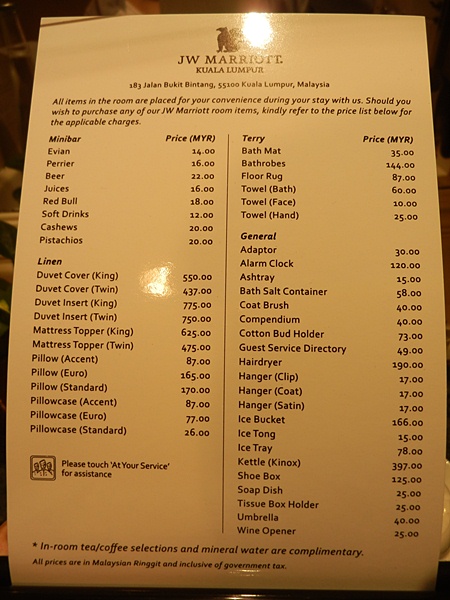 JW MARRIOTT.
KUALA LUMPUR
183 Jalan Bukit Bintang, 55100 Kuala Lumpur, Malaysia
All items in the room are placed for your convenience during your stay with us. Should you
wish to purchase any of our JW Marriott room items, kindly refer to the price list below for
the applicable charges.
Minibar Price (MYR)
Evian 14.00
Perrier 16.00
Beer 22.00
Juices 16.00
Red Bull 18.00
Soft Drinks 12.00
Cashews 20.00
Pistachios 20.00
Linen
Duvet Cover (King) 550.00
Duvet Cover (Twin) 437.00
Duvet Insert (King) 775.00
Duvet Insert (Twin) 750.00
Mattress Topper (King) 625.00
Mattress Topper (Twin) 475.00
Pillow (Accent) 87.00
Pillow (Euro) 165.00
Pillow (Standard) 170.00
Pillowcase (Accent) 87.00
Pillowcase (Euro) 77.00
Pillowcase (Standard) 26.00
Please touch 'At Your Service'
for assistance
Terry Price (MYR)
Bath Mat 35.00
Bathrobes 144.00
Floor Rug 87.00
Towel (Bath) 60.00
Towel (Face) 10.00
Towel (Hand) 25.00
General
Adaptor 30.00
Alarm Clock 120.00
Ashtray 15.00
Bath Salt Container 58.00
Coat Brush 40.00
Compendium 40.00
Cotton Bud Holder 73.00
Guest Service Directory 49.00
Hairdryer 190.00
Hanger (Clip) 17.00
Hanger (Coat) 17.00
Hanger (Satin) 17.00
Ice Bucket 166.00
Ice Tong 15.00
Ice Tray 78.00
Kettle (Kinox) 397.00
Shoe Box 125.00
Soap Dish 25.00
Tissue Box Holder 25.00
Umbrella 40.00
Wine Opener 25.00
* In-room tea/coffee selections and mineral water are complimentary.
All prices are in Malaysian Ringgit and inclusive of government tax.